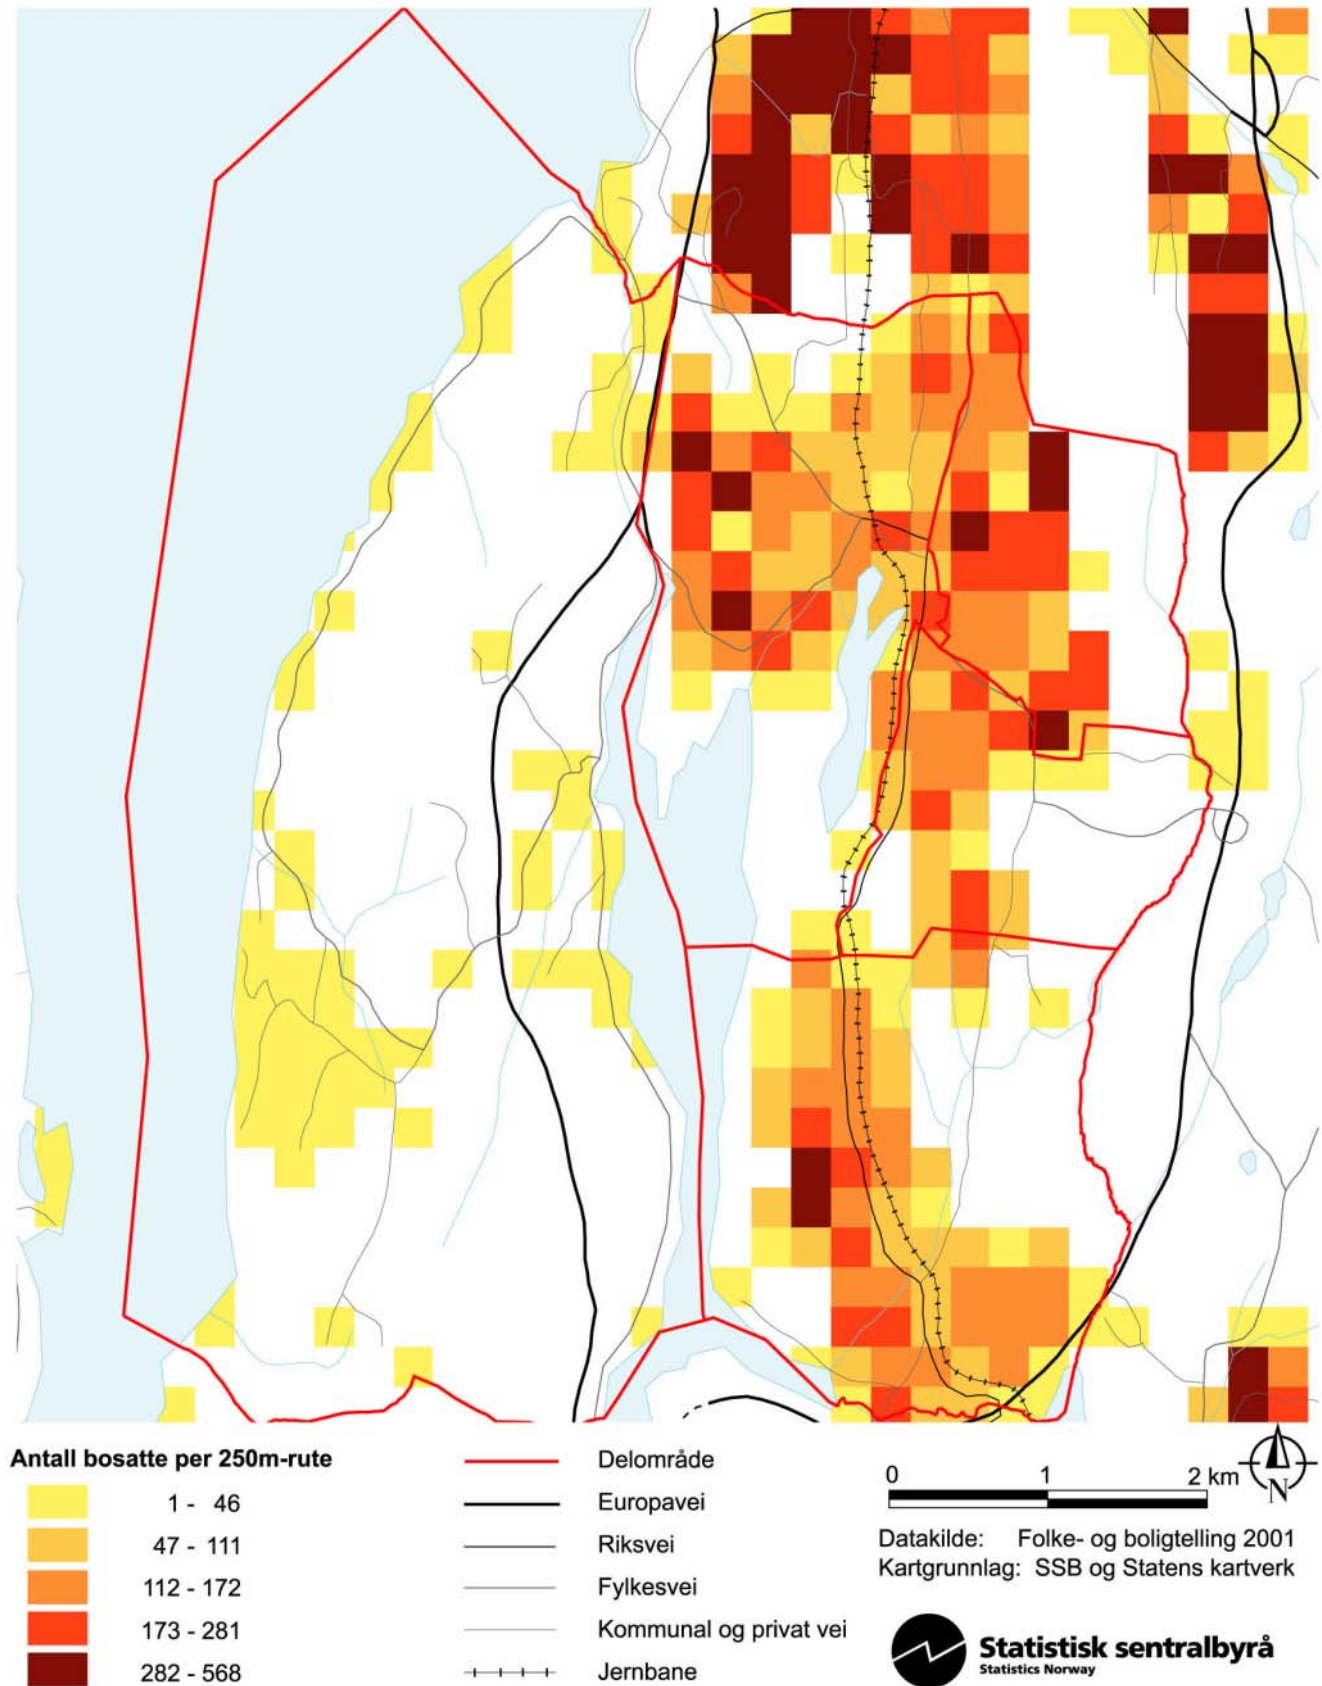 Antall bosatte per 250m-rute
1 - 46
47 - 111
112 - 172
173 - 281
282 - 568
Delområde
Europavei
Riksvei
Fylkesvei
Kommunal og privat vei
Jernbane
0 1 2 km
N
Datakilde: Folke- og boligtelling 2001
Kartgrunnlag: SSB og Statens kartverk
Statistisk sentralbyrå
Statistics Norway